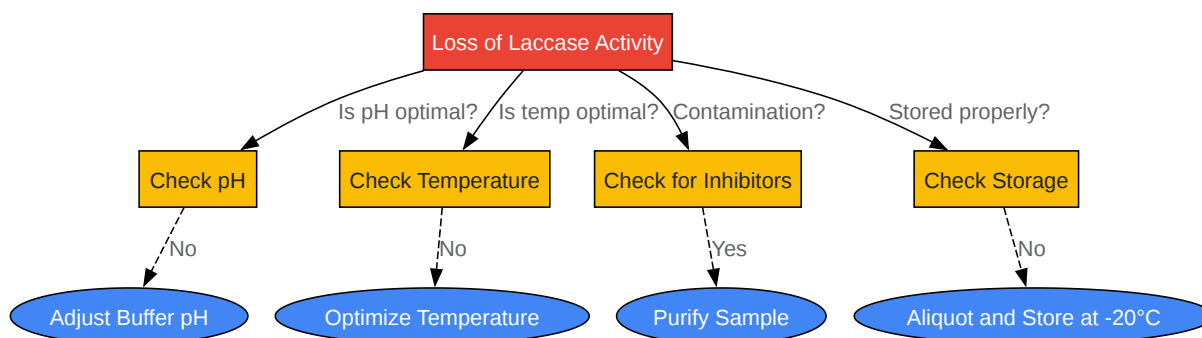 Loss of Laccase Activity
Is pH optimal?
Is temp optimal?
Contamination?
Stored properly?
Check pH
Check Temperature
Check for Inhibitors
Check Storage
No
No
Yes
No
Adjust Buffer pH
Optimize Temperature
Purify Sample
Aliquot and Store at -20°C